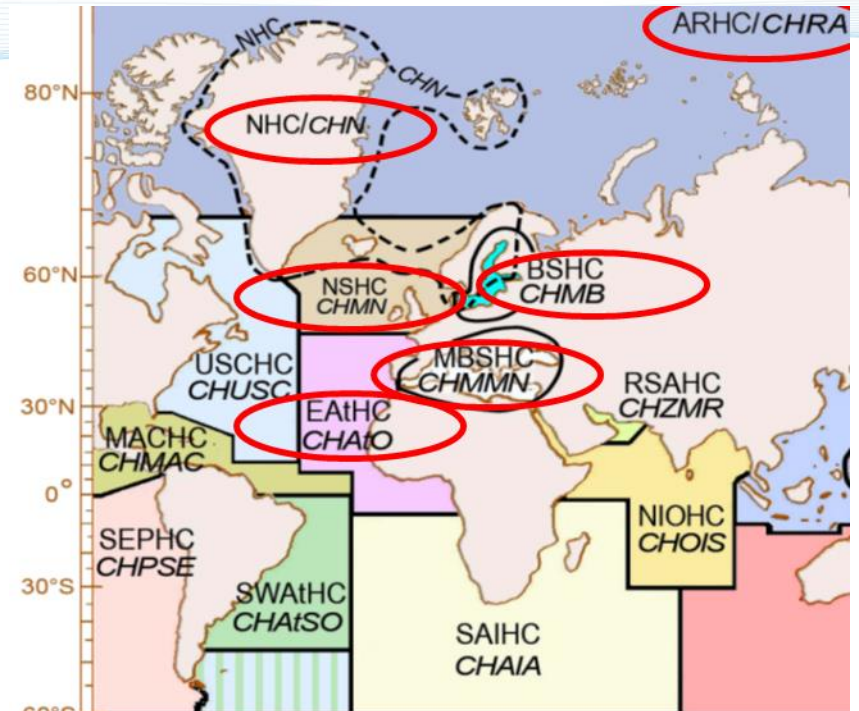 ARHC/CHRA
NHC
CHN
80°N
NHC/CHN
60°N
BSHC
CHMB
NSHC
CHMN
MBSHC
CHMMN
USCHC
CHUSC
RSAHC
CHZMR
30°N
EAtHC
CHAtO
MACHC
CHMAC
0°
NIOHC
CHOIS
SEPHC
CHPSE
30°S
SWAtHC
CHAtSO
SAIHC
CHAIA